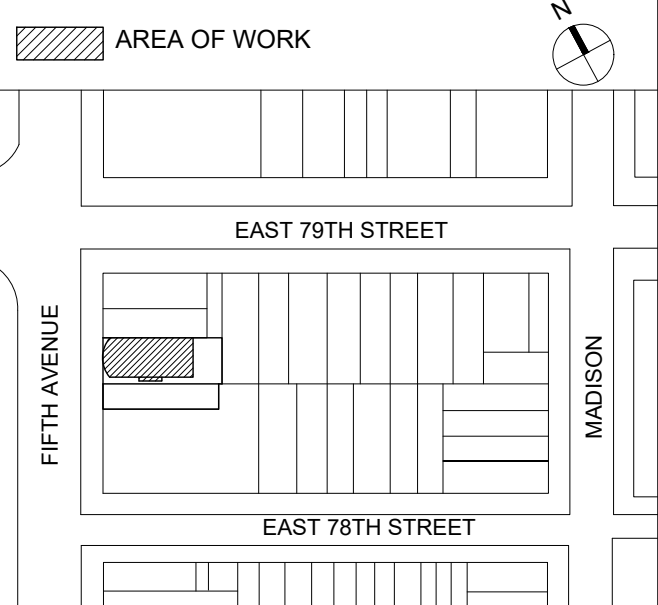 N
AREA OF WORK
EAST 79TH STREET
FIFTH AVENUE
MADISON
EAST 78TH STREET